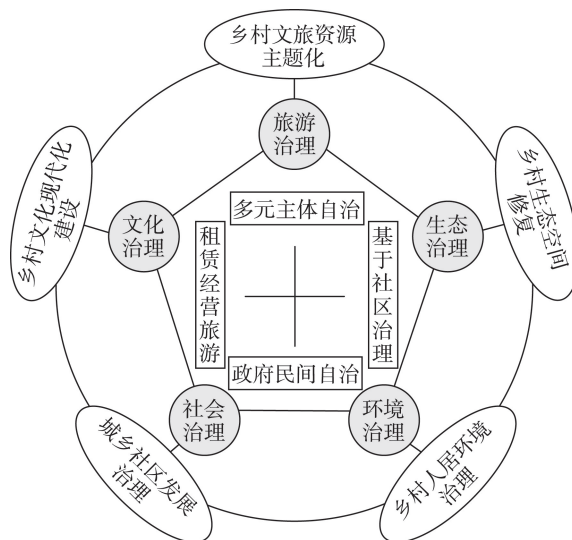 乡村文旅资源
主题化
旅游
治理
乡村文化现代化
建设
文化
治理
多元主体自治
生态
治理
乡村生态空间
修复
租赁经营旅游
基于社区治理
政府民间自治
社会
治理
环境
治理
城乡社区发展
治理
乡村人居环境
治理